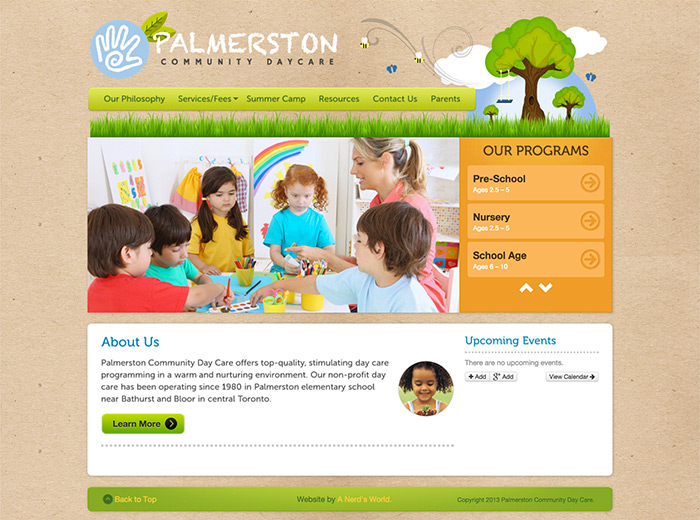 PALMERSTON
COMMUNITY DAYCARE
Our Philosophy Services/Fees Summer Camp Resources Contact Us Parents
OUR PROGRAMS
Pre-School
Ages 2.5 – 5
Nursery
Ages 2.5 – 5
School Age
Ages 6 – 10
About Us
Palmerston Community Day Care offers top-quality, stimulating day care
programming in a warm and nurturing environment. Our non-profit day
care has been operating since 1980 in Palmerston elementary school
near Bathurst and Bloor in central Toronto.
Learn More
Upcoming Events
There are no upcoming events.
+ Add g+ Add View Calendar
Back to Top
Website by A Nerd's World.
Copyright 2013 Palmerston Community Day Care.